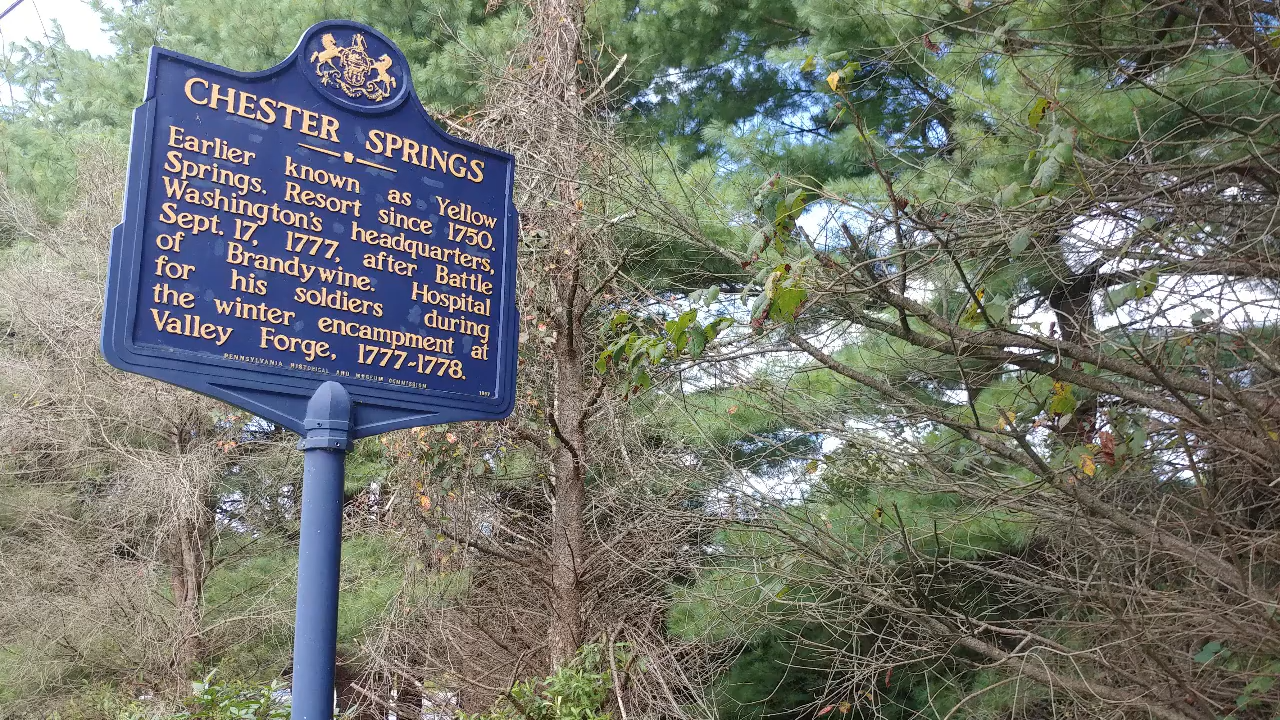 CHESTER SPRINGS
Earlier known as Yellow
Springs. Resort since 1750.
Washington's headquarters,
Sept. 17, 1777, after Battle
of Brandywine. Hospital
for his soldiers during
the winter encampment at
Valley Forge, 1777-1778.
PENNSYLVANIA HISTORICAL AND MUSEUM COMMISSION